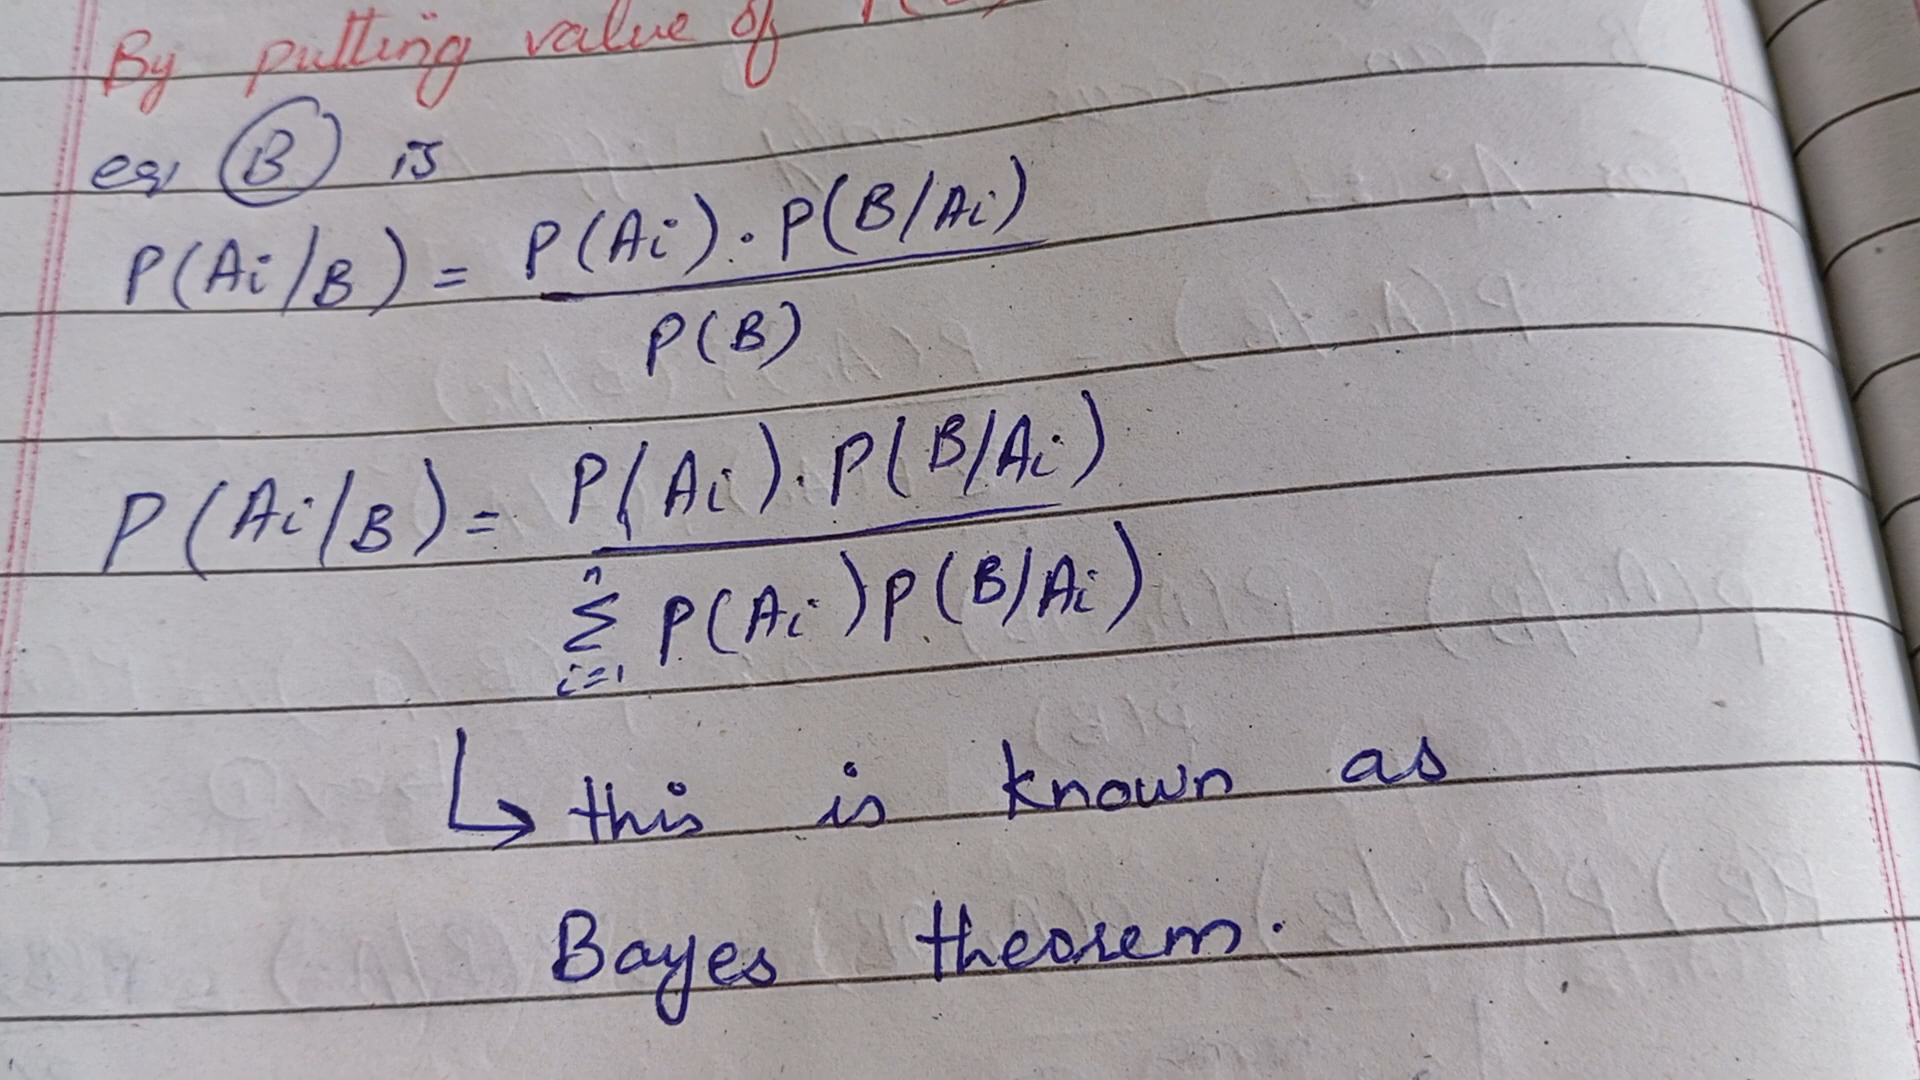 By putting value of
eq B is
P(Ai/B) = P(Ai) . P(B/Ai) / P(B)
P(Ai/B) = P(Ai) . P(B/Ai) / n Σ i=1 P(Ai) P(B/Ai)
↳ this is known as
Bayes theorem.